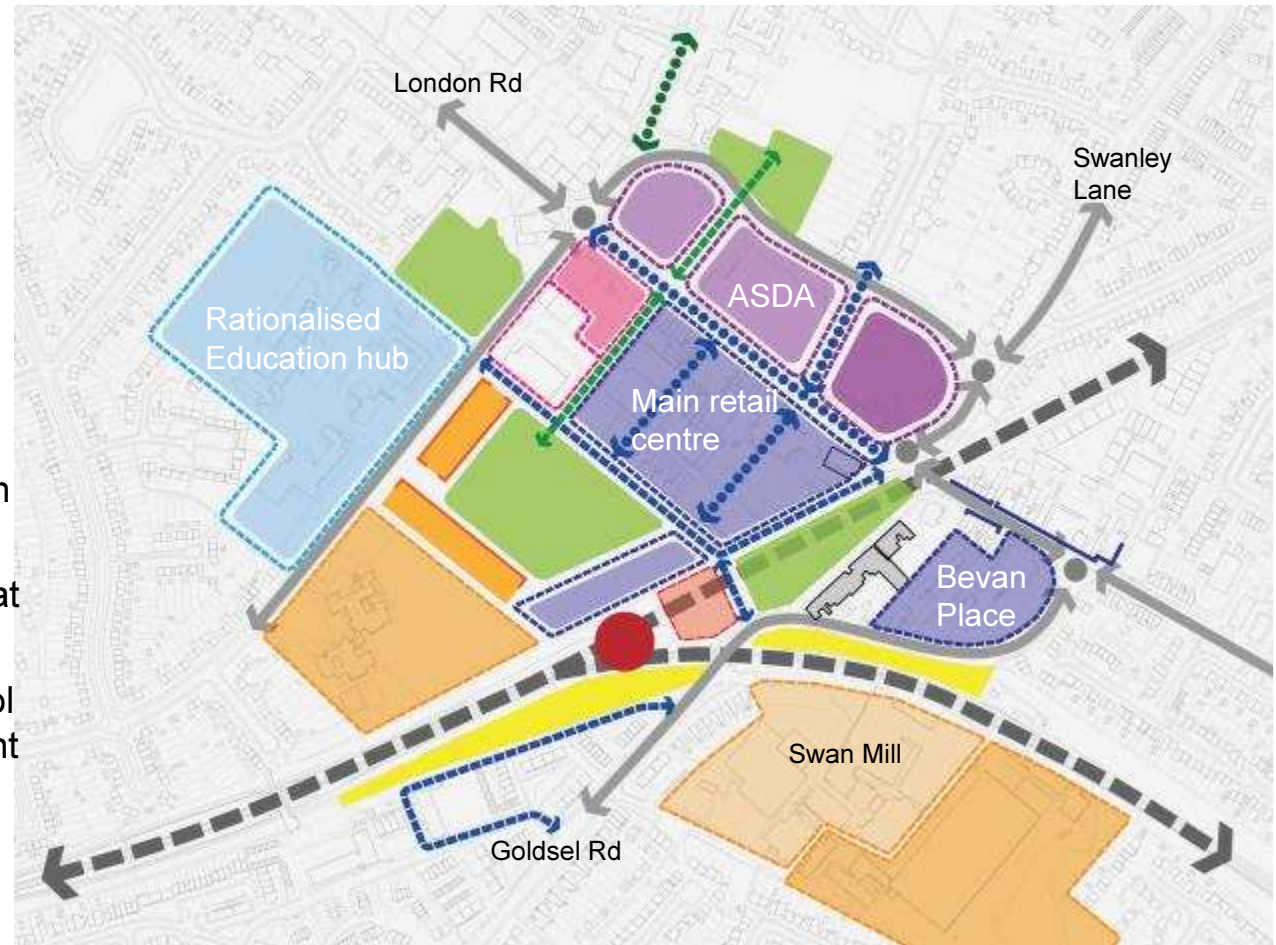 London Rd
Swanley
Lane
ASDA
Rationalised
Education hub
Main retail
centre
Bevan
Place
Swan Mill
Goldsel Rd